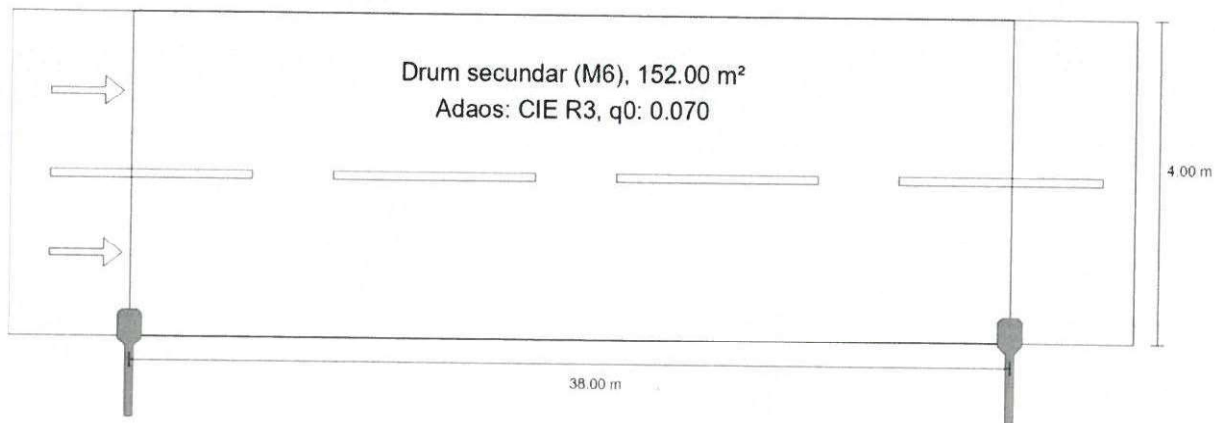 Drum secundar (M6), 152.00 m²
Adaos: CIE R3, q0: 0.070
4.00 m
38.00 m